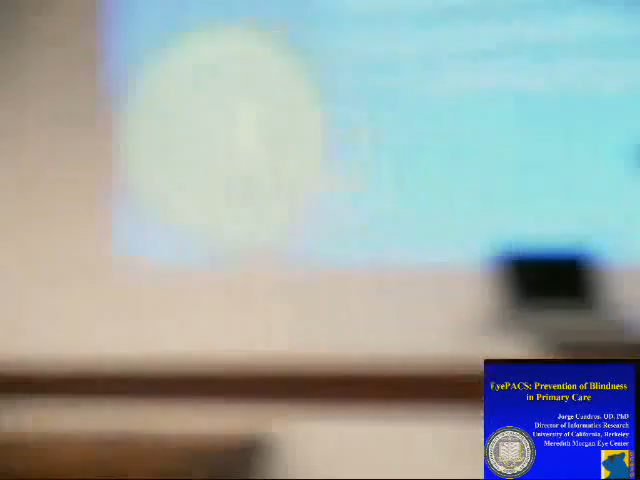 EyePACS: Prevention of Blindness
in Primary Care
Jorge Cuadros, OD, PhD
Director of Informatics Research
University of California, Berkeley
Meredith Morgan Eye Center